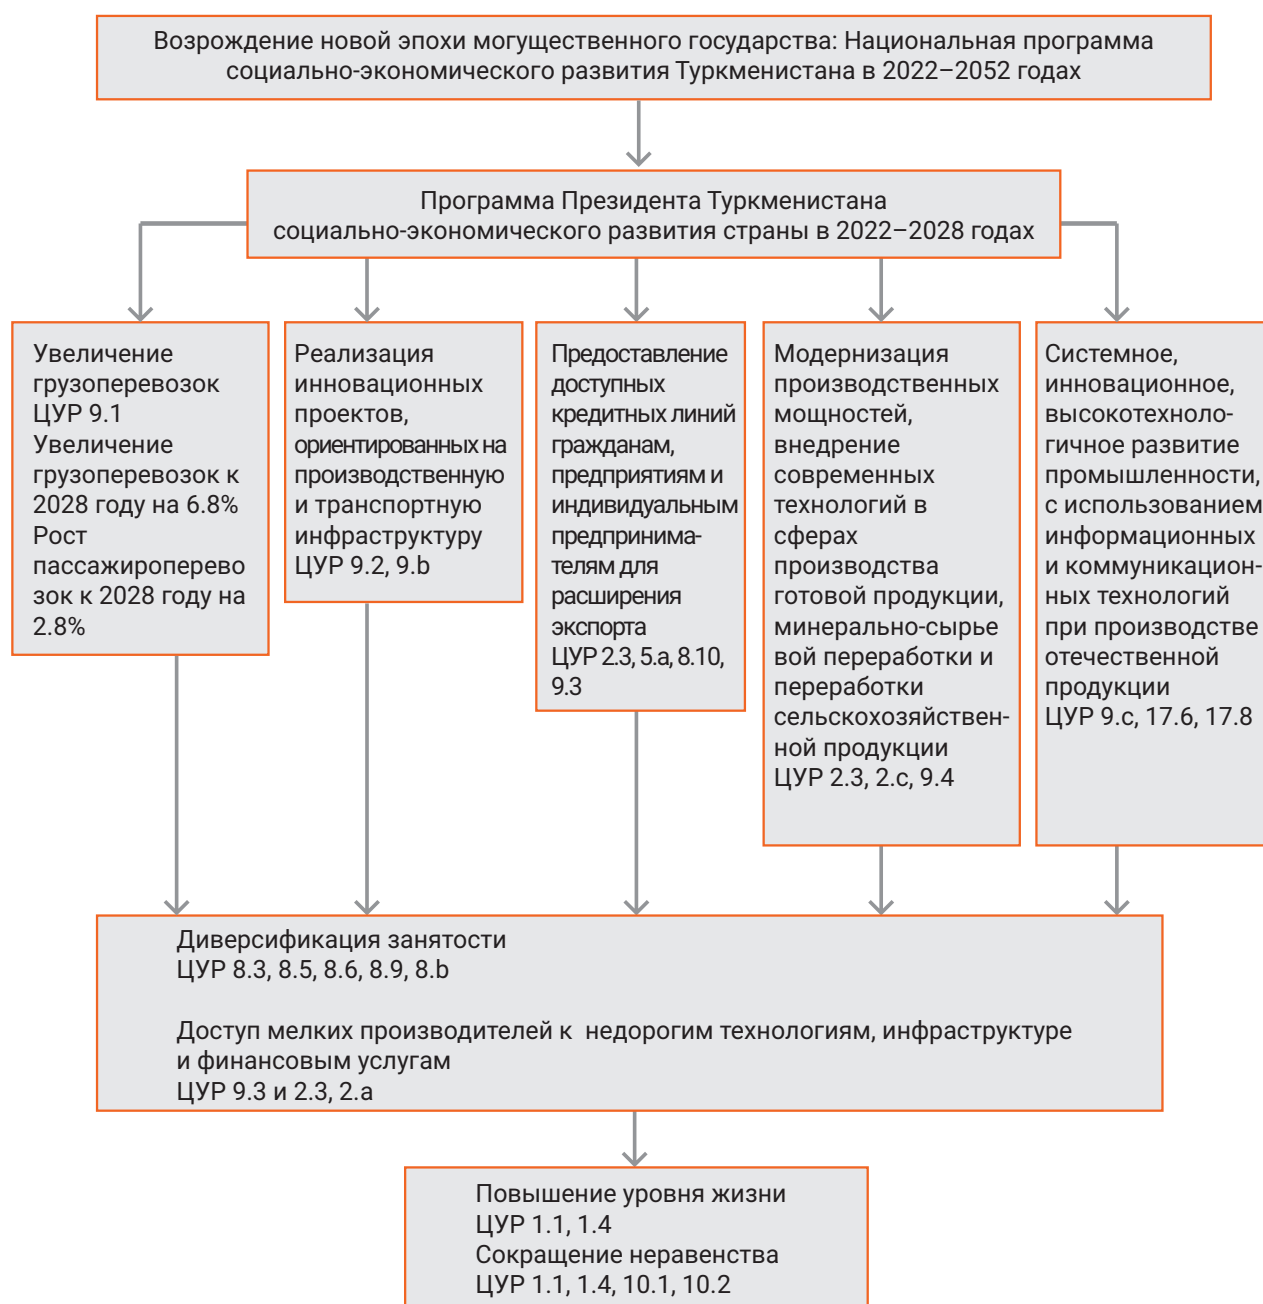 Возрождение новой эпохи могущественного государства: Национальная программа
социально-экономического развития Туркменистана в 2022–2052 годах
Программа Президента Туркменистана
социально-экономического развития страны в 2022–2028 годах
Увеличение
грузоперевозок
ЦУР 9.1
Увеличение
грузоперевозок к
2028 году на 6.8%
Рост
пассажироперево
зок к 2028 году на
2.8%
Реализация
инновационных
проектов,
ориентированных на
производственную
и транспортную
инфраструктуру
ЦУР 9.2, 9.b
Предоставление
доступных
кредитных линий
гражданам,
предприятиям и
индивидуальным
предпринима-
телям для
расширения
экспорта
ЦУР 2.3, 5.a, 8.10,
9.3
Модернизация
производственных
мощностей,
внедрение
современных
технологий в
сферах
производства
готовой продукции,
минерально-сырье
вой переработки и
переработки
сельскохозяйствен-
ной продукции
ЦУР 2.3, 2.c, 9.4
Системное,
инновационное,
высокотехноло-
гичное развитие
промышленности,
с использованием
информационных
и коммуникацион-
ных технологий
при производстве
отечественной
продукции
ЦУР 9.c, 17.6, 17.8
Диверсификация занятости
ЦУР 8.3, 8.5, 8.6, 8.9, 8.b
Доступ мелких производителей к недорогим технологиям, инфраструктуре
и финансовым услугам
ЦУР 9.3 и 2.3, 2.a
Повышение уровня жизни
ЦУР 1.1, 1.4
Сокращение неравенства
ЦУР 1.1, 1.4, 10.1, 10.2